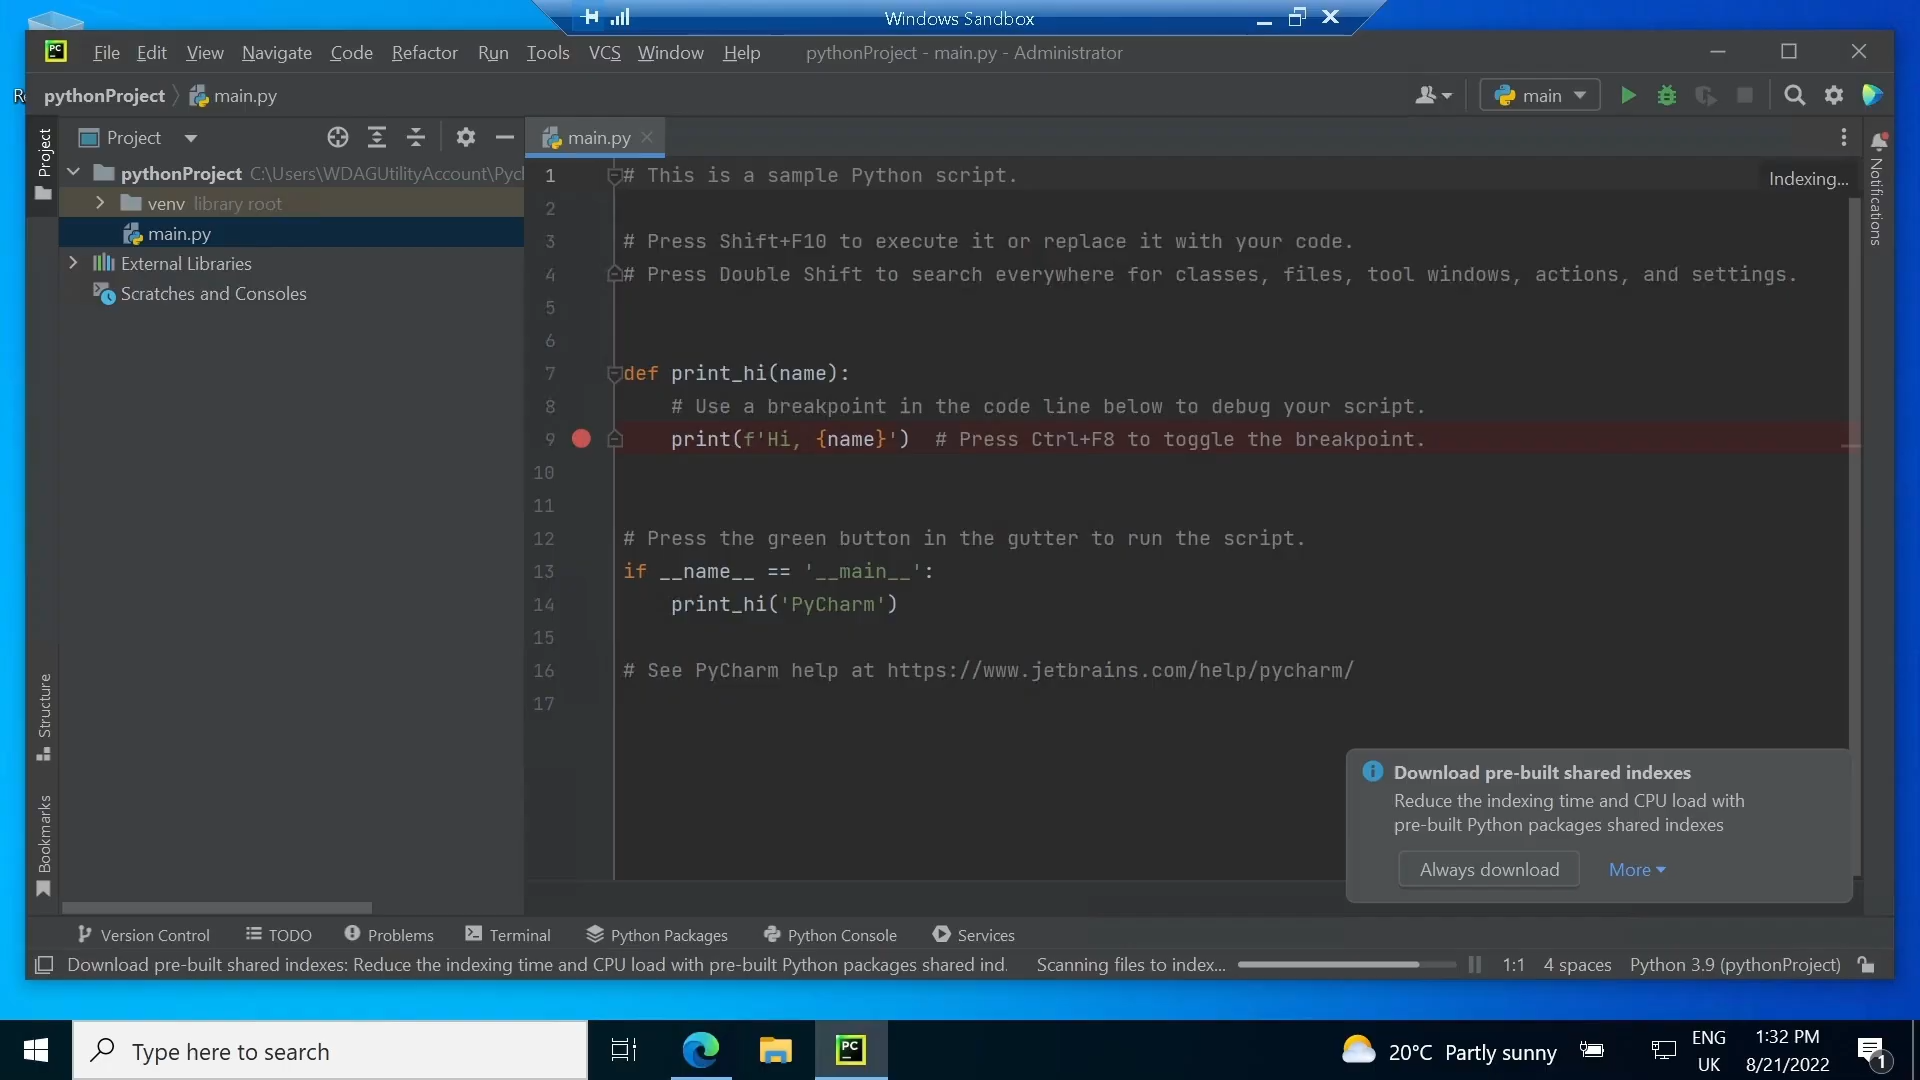 Windows Sandbox
PC
File Edit View Navigate Code Refactor Run Tools VCS Window Help pythonProject - main.py - Administrator
pythonProject main.py
main
Project
Project
main.py
pythonProject C:\Users\WDAGUtilityAccount\Pyc
venv library root
main.py
External Libraries
Scratches and Consoles
Structure
Bookmarks
1 # This is a sample Python script.
2
3 # Press Shift+F10 to execute it or replace it with your code.
4 # Press Double Shift to search everywhere for classes, files, tool windows, actions, and settings.
5
6
7 def print_hi(name):
8 # Use a breakpoint in the code line below to debug your script.
9 print(f'Hi, {name}')  # Press Ctrl+F8 to toggle the breakpoint.
10
11
12 # Press the green button in the gutter to run the script.
13 if __name__ == '__main__':
14 print_hi('PyCharm')
15
16 # See PyCharm help at https://www.jetbrains.com/help/pycharm/
17
Indexing...
Notifications
Download pre-built shared indexes
Reduce the indexing time and CPU load with
pre-built Python packages shared indexes
Always download More
Version Control TODO Problems Terminal Python Packages Python Console Services
Download pre-built shared indexes: Reduce the indexing time and CPU load with pre-built Python packages shared ind. Scanning files to index... 1:1 4 spaces Python 3.9 (pythonProject)
Type here to search
PC
20°C Partly sunny
ENG
UK
1:32 PM
8/21/2022
1